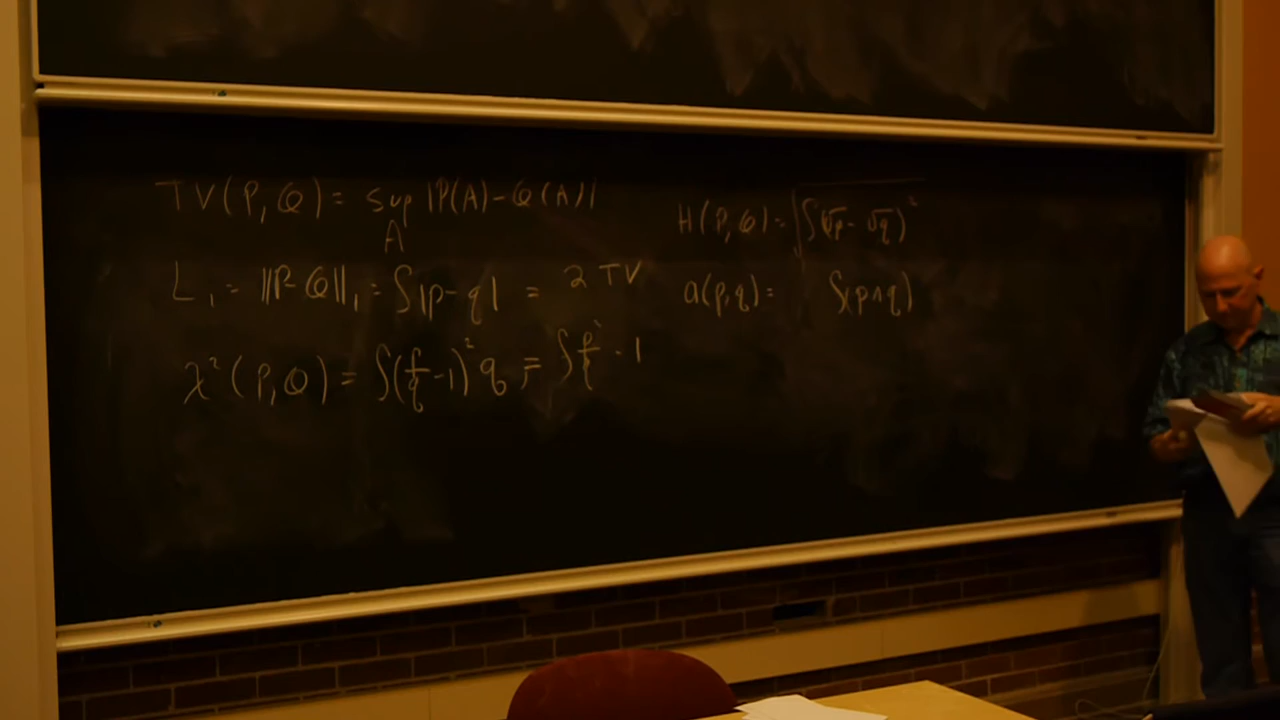 TV(P,Q) = sup |P(A)-Q(A)|
A
L₁ = ||P-Q||₁ = ∫|p-q| = 2 TV
χ²(P,Q) = ∫(p/q -1)² q = ∫ p²/q - 1
H(P,Q) = √∫(√p - √q)²
a(p,q) = ∫(p∧q)